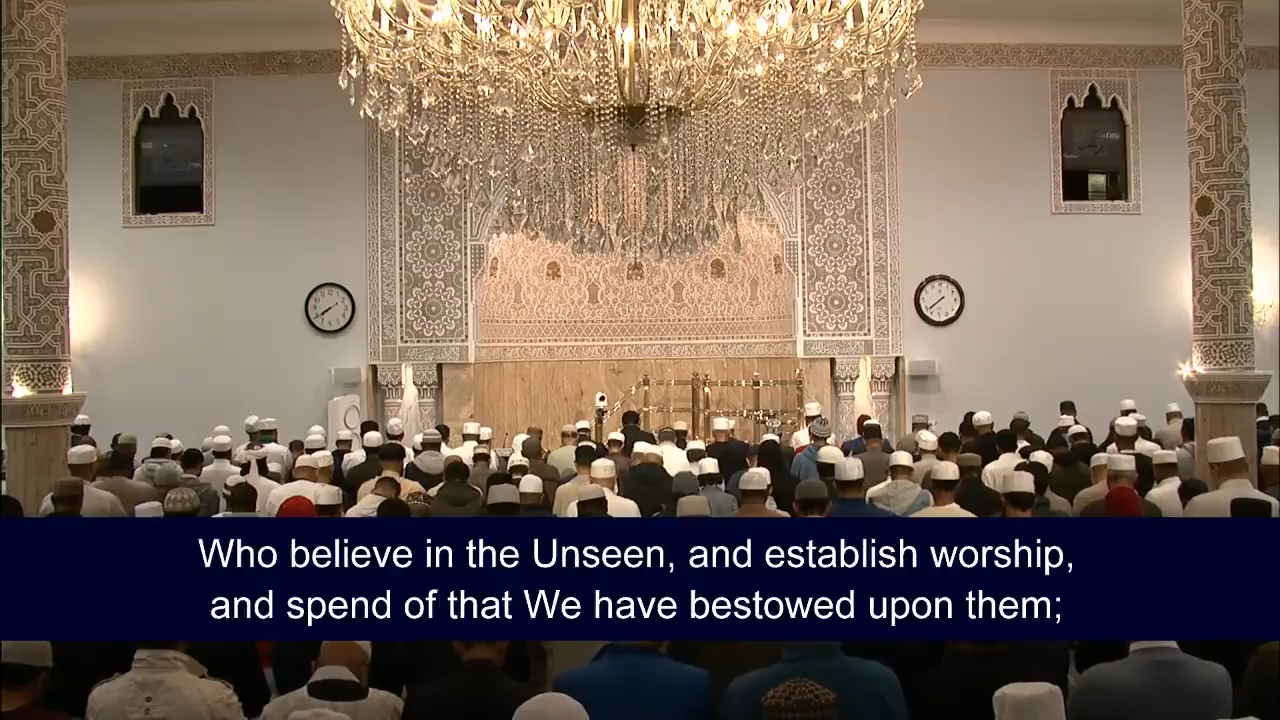 Who believe in the Unseen, and establish worship,
and spend of that We have bestowed upon them;